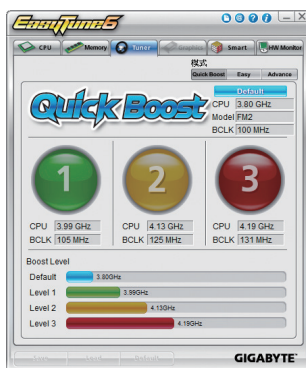 EasyTune6
CPU Memory Tuner Graphics Smart HW Monitor
模式
Quick Boost Easy Advance
Quick Boost
Default
CPU 3.80 GHz
Model FM2
BCLK 100 MHz
1 2 3
CPU 3.99 GHz CPU 4.13 GHz CPU 4.19 GHz
BCLK 105 MHz BCLK 125 MHz BCLK 131 MHz
Boost Level
Default 3.80GHz
Level 1 3.99GHz
Level 2 4.13GHz
Level 3 4.19GHz
Save Load Default
GIGABYTE